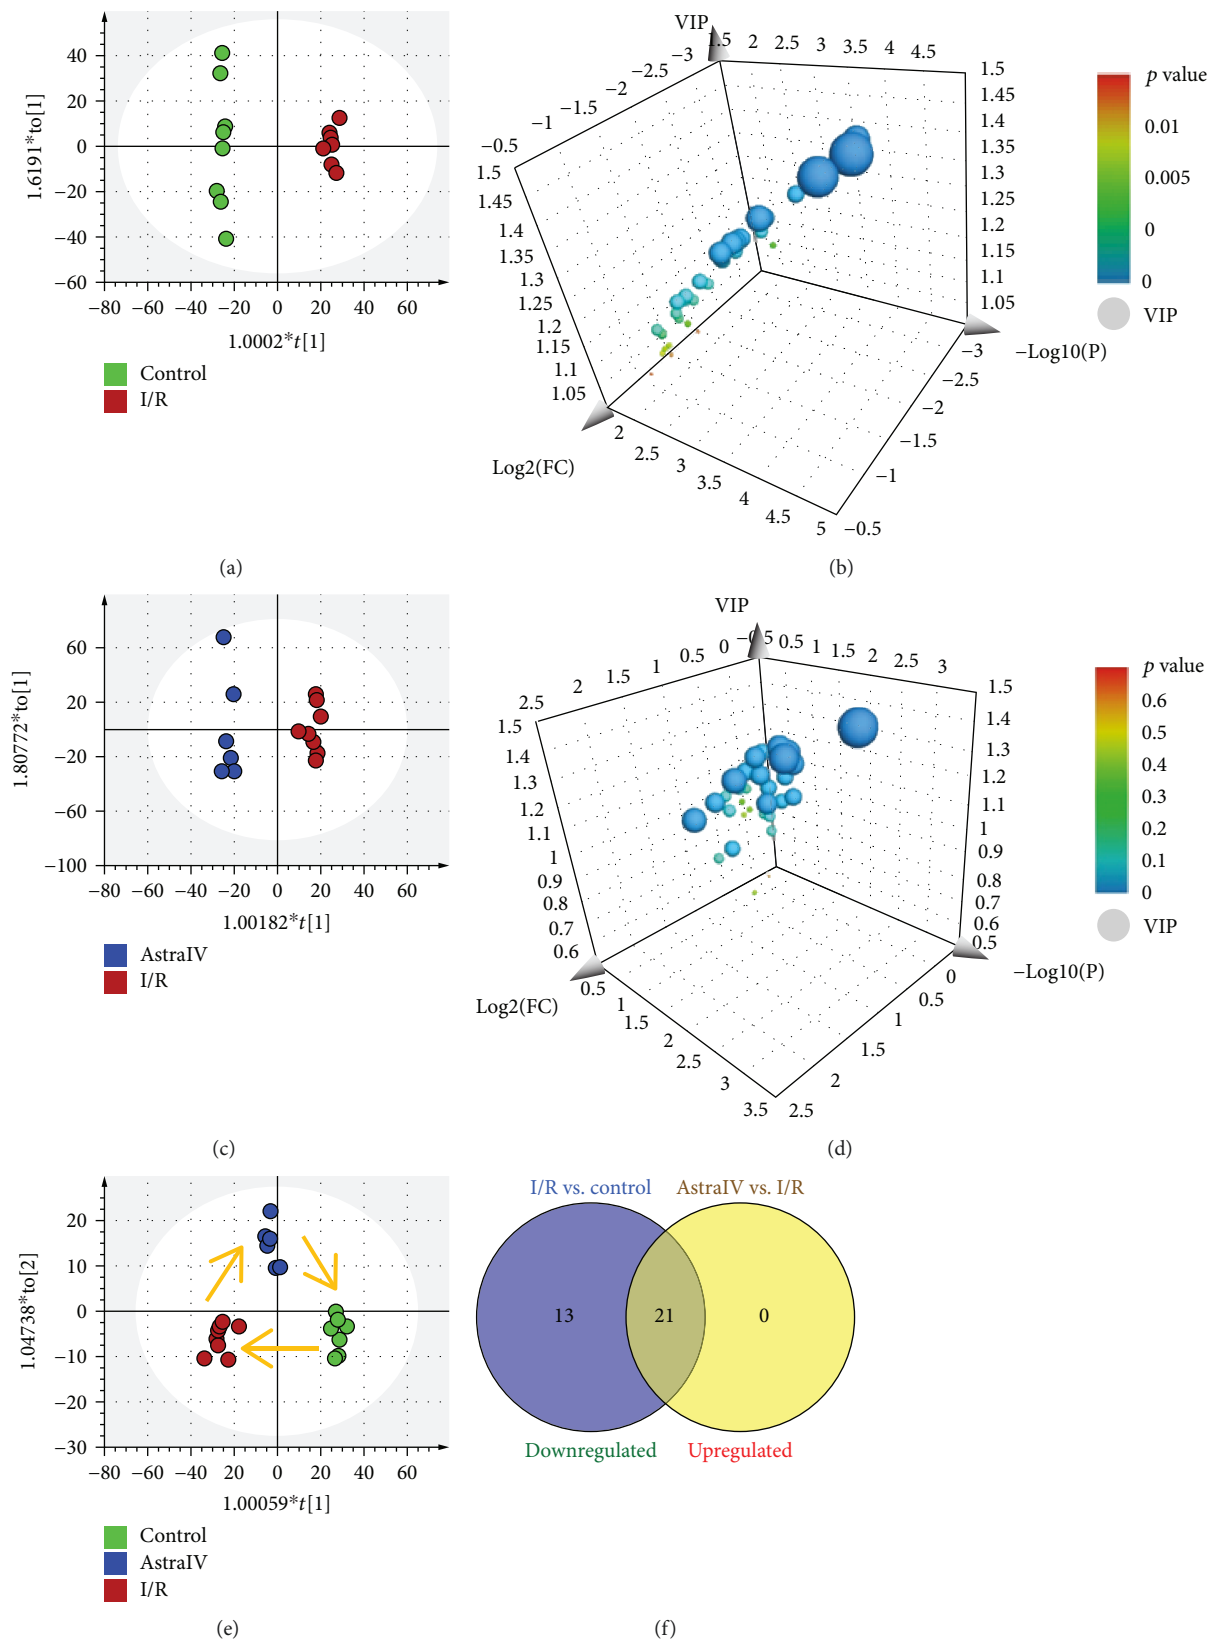 40
20
0
−20
−40
−60
−80 −60 −40 −20 0 20 40 60
1.6191*to[1]
1.0002*t[1]
Control
I/R
(a)
VIP
1.5 2 2.5 3 3.5 4 4.5
−3
−2.5
−2
−1.5
−1
−0.5
1.5
1.45
1.4
1.35
1.3
1.25
1.2
1.15
1.1
1.05
1.5
1.45
1.4
1.35
1.3
1.25
1.2
1.15
1.1
1.05
−Log10(P)
−3
−2.5
−2
−1.5
−1
−0.5
Log2(FC)
2
2.5
3
3.5
4
4.5
5
p value
0.01
0.005
0
0
VIP
(b)
60
20
−20
−60
−100
−80 −60 −40 −20 0 20 40 60
1.80772*to[1]
1.00182*t[1]
AstraIV
I/R
(c)
VIP
−0.5 0.5 1 1.5 2 2.5 3
0
0.5
1
1.5
2
2.5
1.5
1.4
1.3
1.2
1.1
1
0.9
0.8
0.7
0.6
1.5
1.4
1.3
1.2
1.1
1
0.9
0.8
0.7
0.6
0.5
−Log10(P)
0
0.5
1
1.5
2
2.5
Log2(FC)
0.5
1
1.5
2
2.5
3
3.5
p value
0.6
0.5
0.4
0.3
0.2
0.1
0
VIP
(d)
20
10
0
−10
−20
−30
−80 −60 −40 20 0 20 40 60
1.04738*to[2]
1.00059*t[1]
Control
AstraIV
I/R
(e)
I/R vs. control AstraIV vs. I/R
13 21 0
Downregulated Upregulated
(f)